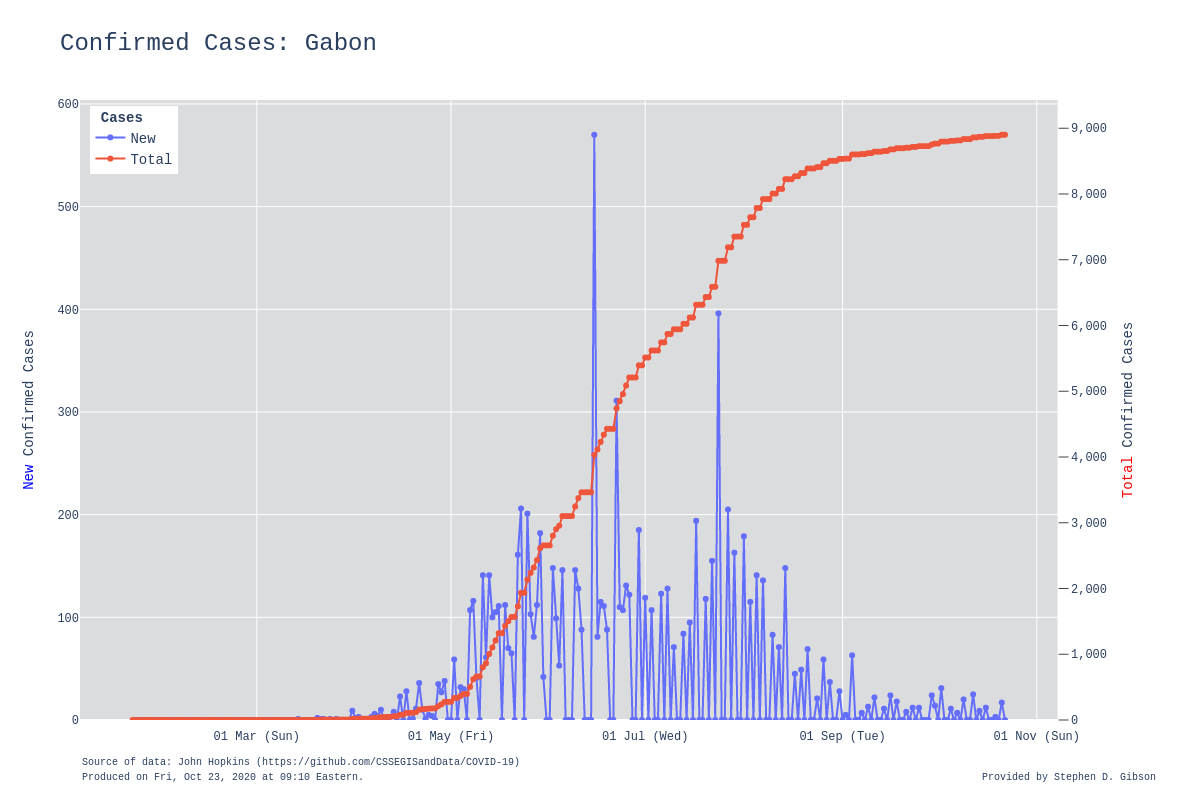 Confirmed Cases: Gabon
Cases
New
Total
600
500
400
300
200
100
0
9,000
8,000
7,000
6,000
5,000
4,000
3,000
2,000
1,000
0
New Confirmed Cases
Total Confirmed Cases
01 Mar (Sun)
01 May (Fri)
01 Jul (Wed)
01 Sep (Tue)
01 Nov (Sun)
Source of data: John Hopkins (https://github.com/CSSEGISandData/COVID-19)
Produced on Fri, Oct 23, 2020 at 09:10 Eastern.
Provided by Stephen D. Gibson